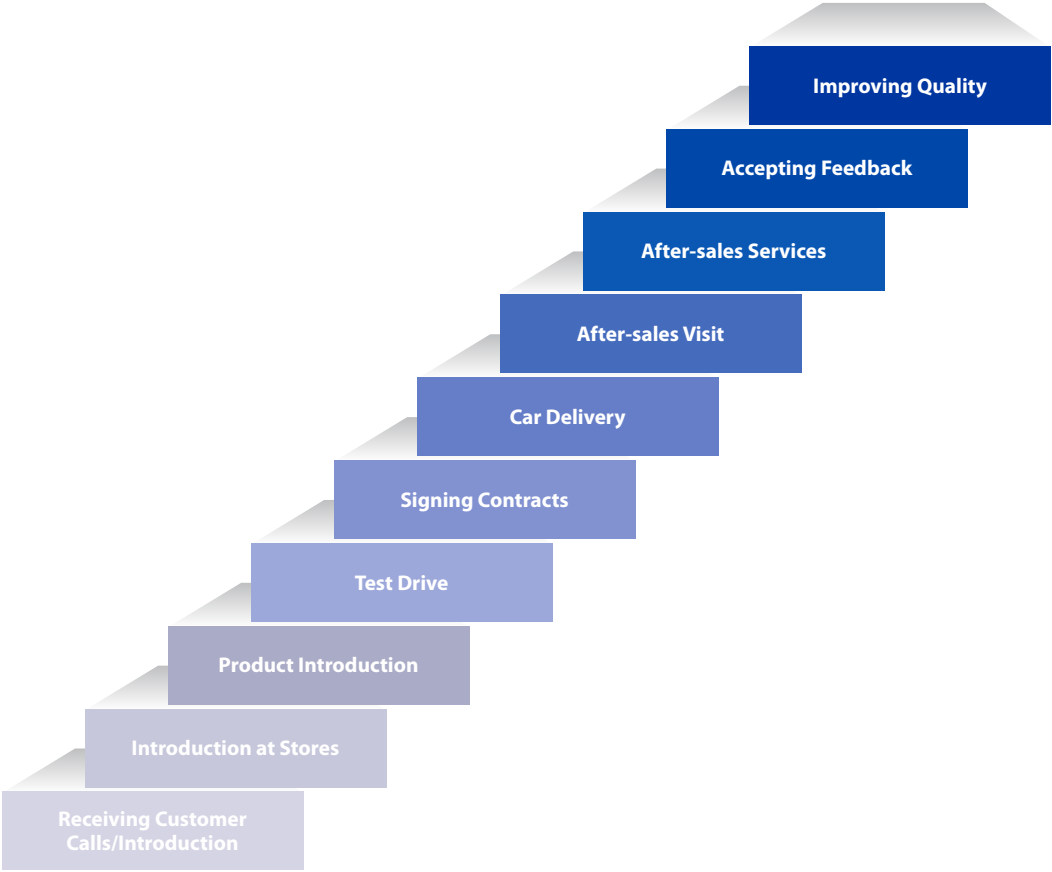 Improving Quality
Accepting Feedback
After-sales Services
After-sales Visit
Car Delivery
Signing Contracts
Test Drive
Product Introduction
Introduction at Stores
Receiving Customer
Calls/Introduction